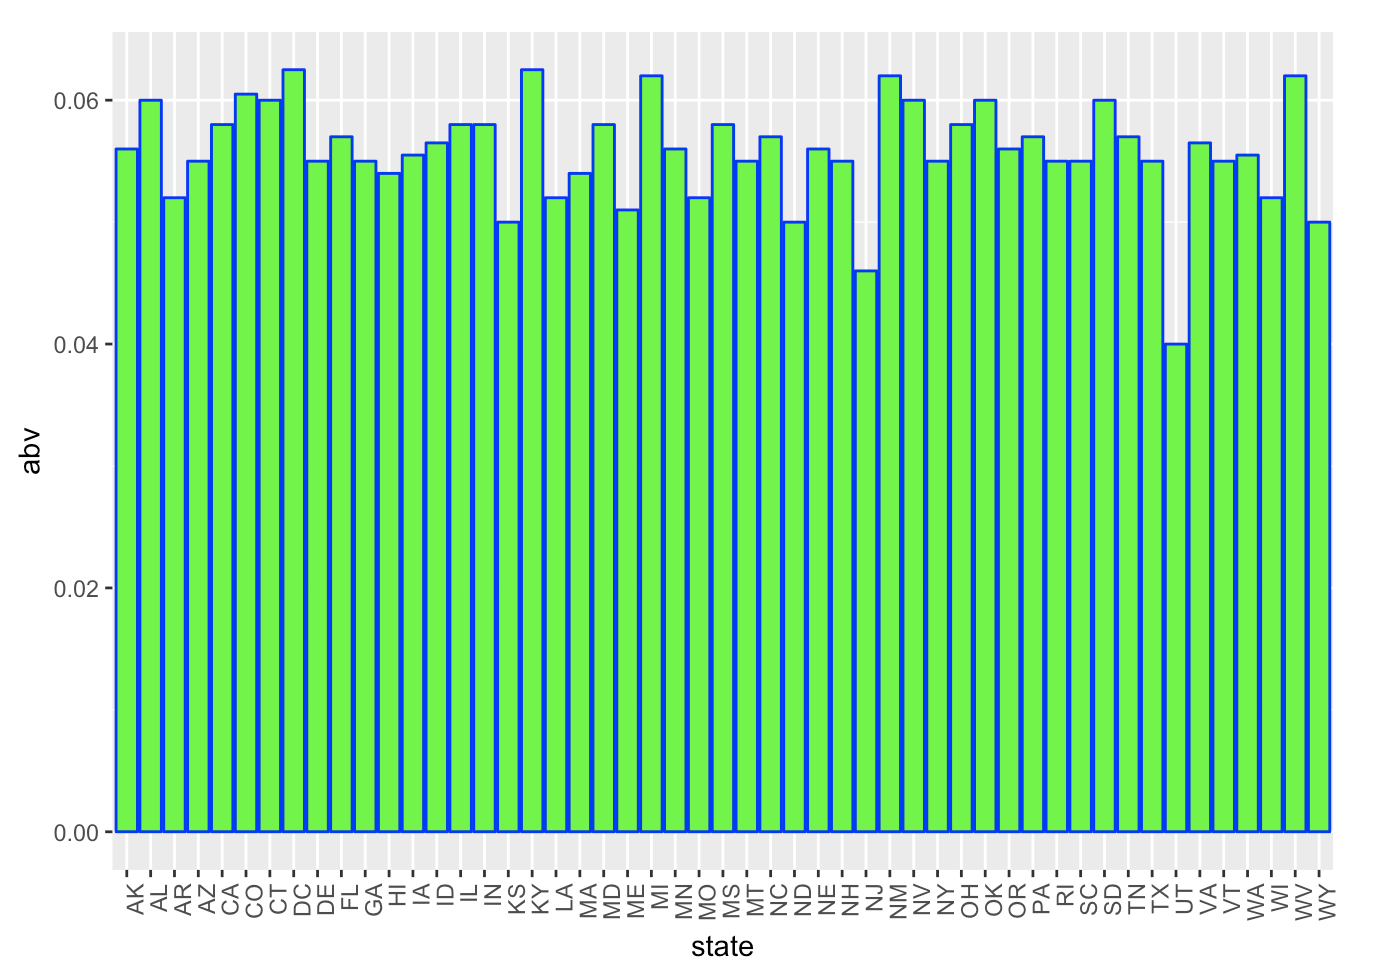 0.06
0.04
0.02
0.00
abv
AK AL AR AZ CA CO CT DC DE FL GA HI IA ID IL IN KS KY LA MA MD ME MI MN MO MS MT NC ND NE NH NJ NM NV NY OH OK OR PA RI SC SD TN TX UT VA VT WA WI WV WY
state